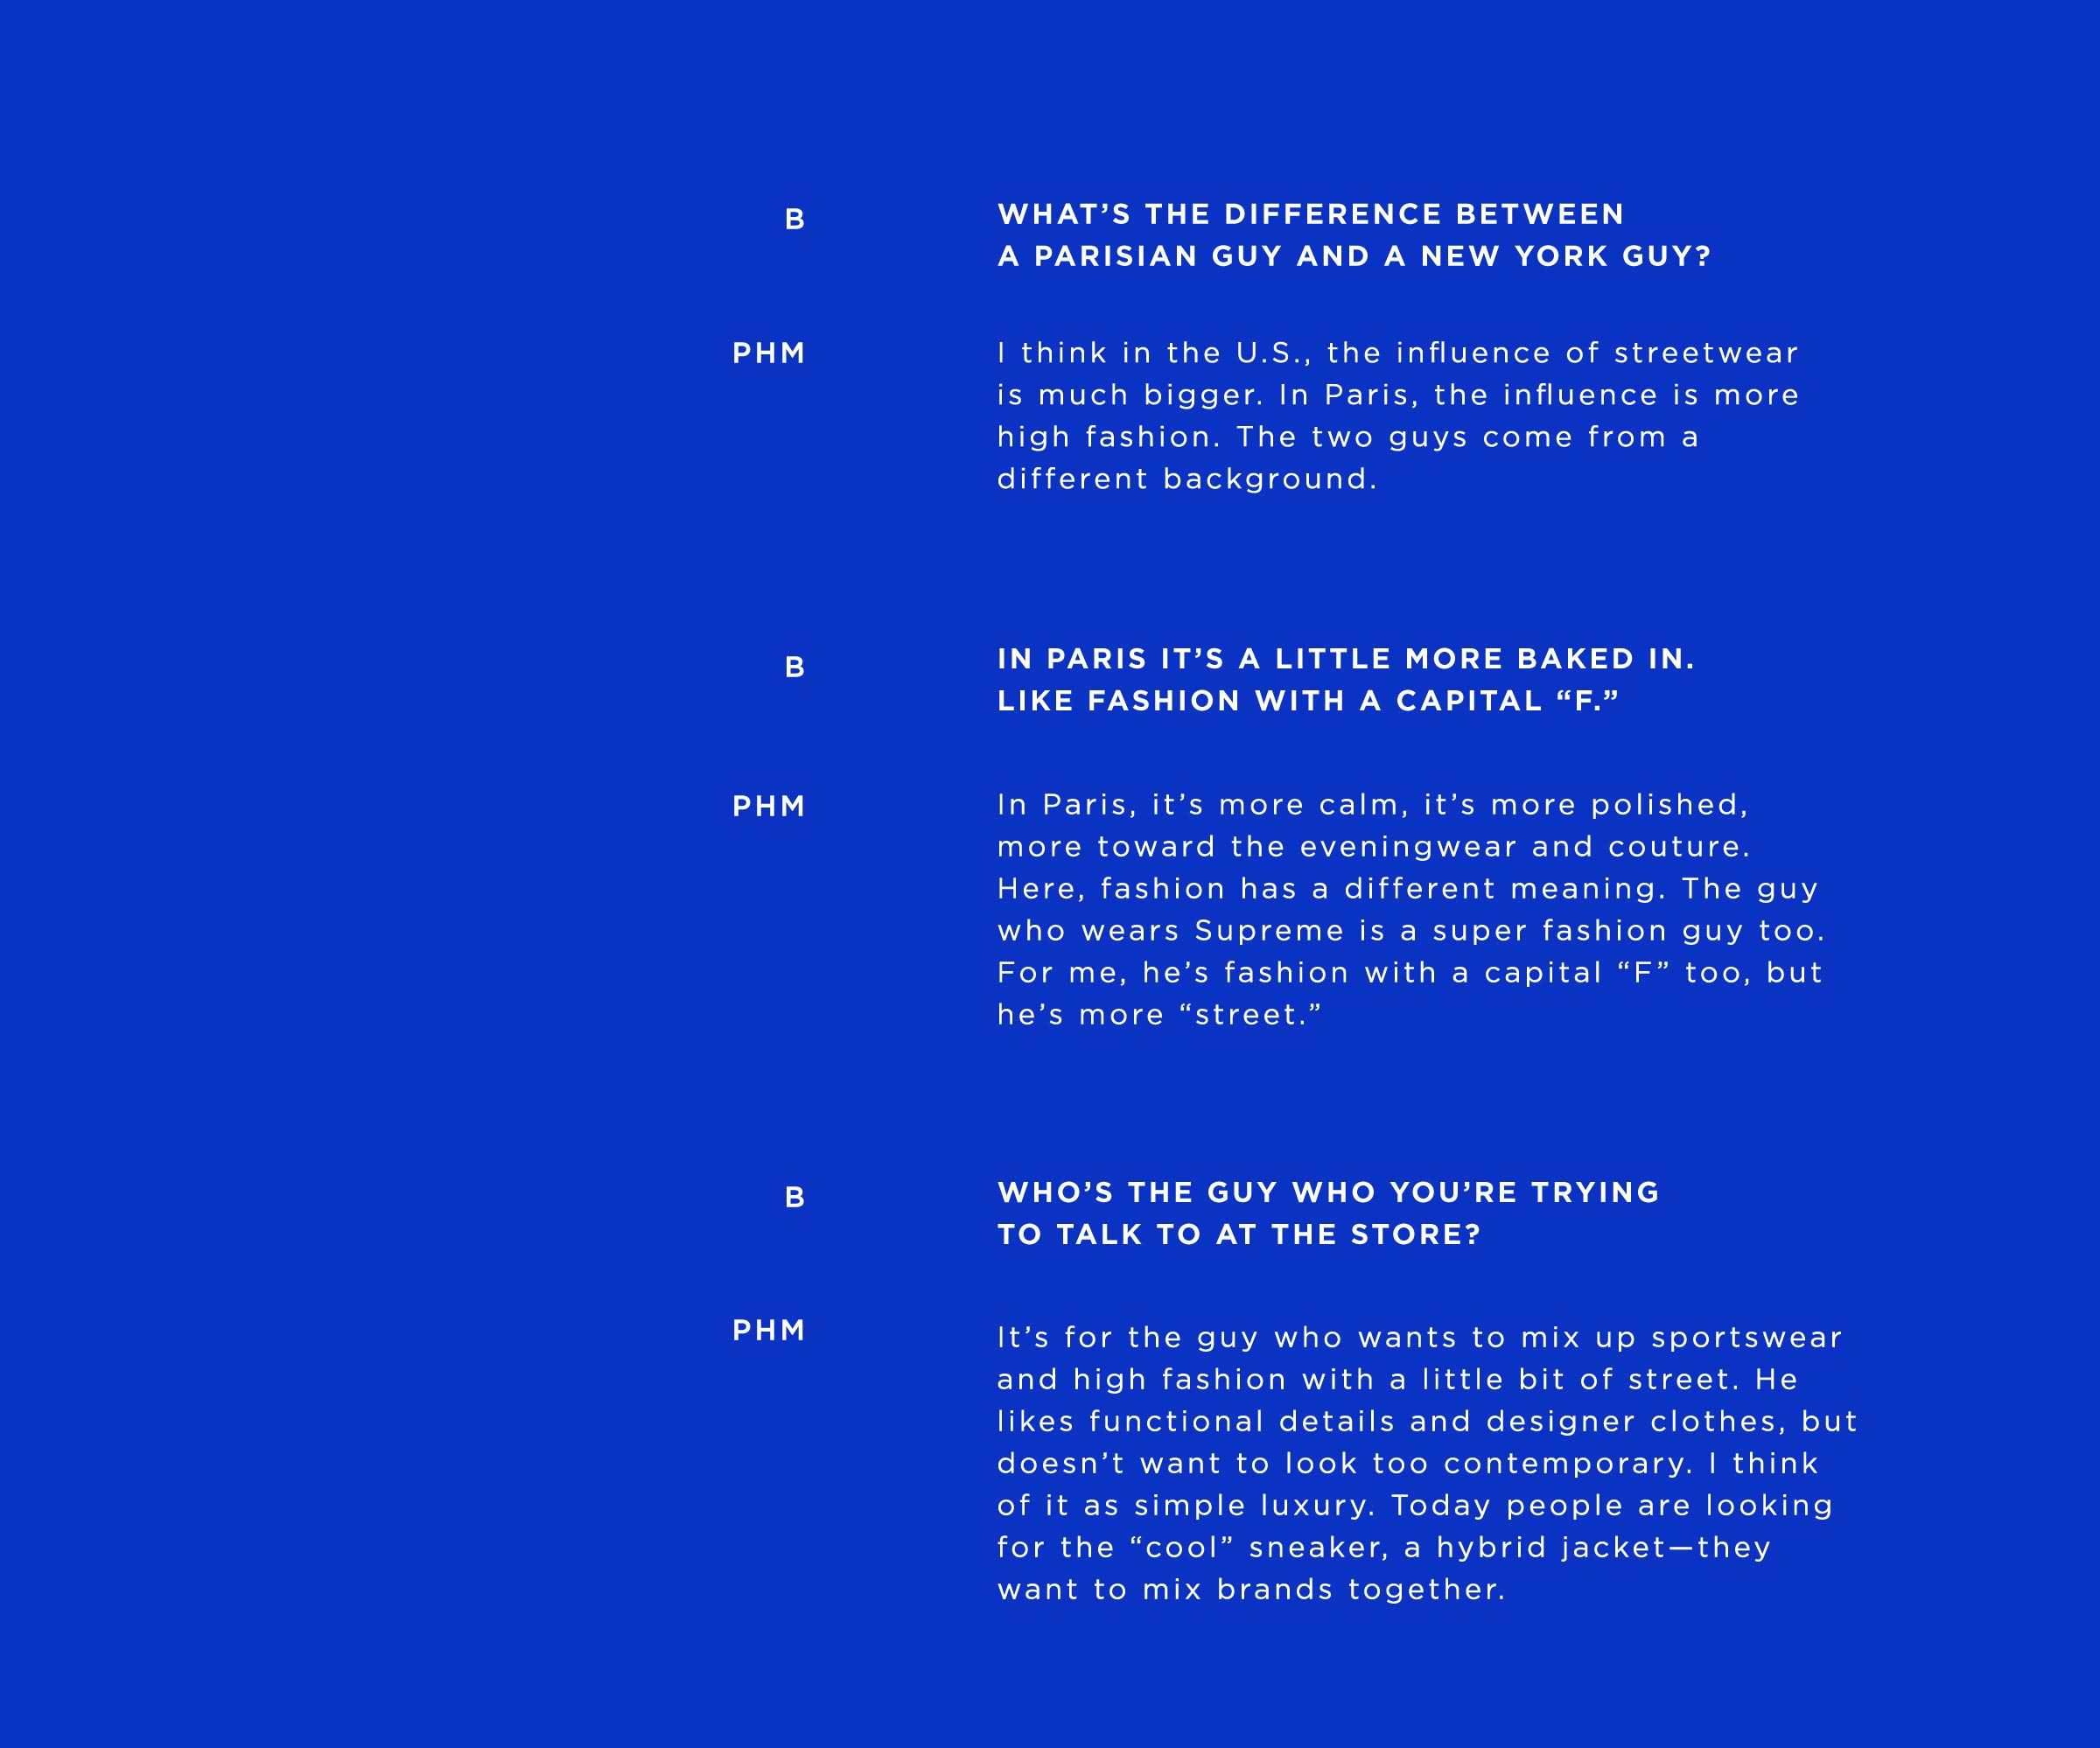 B
WHAT’S THE DIFFERENCE BETWEEN
A PARISIAN GUY AND A NEW YORK GUY?
PHM
I think in the U.S., the influence of streetwear
is much bigger. In Paris, the influence is more
high fashion. The two guys come from a
different background.
B
IN PARIS IT’S A LITTLE MORE BAKED IN.
LIKE FASHION WITH A CAPITAL “F.”
PHM
In Paris, it’s more calm, it’s more polished,
more toward the eveningwear and couture.
Here, fashion has a different meaning. The guy
who wears Supreme is a super fashion guy too.
For me, he’s fashion with a capital “F” too, but
he’s more “street.”
B
WHO’S THE GUY WHO YOU’RE TRYING
TO TALK TO AT THE STORE?
PHM
It’s for the guy who wants to mix up sportswear
and high fashion with a little bit of street. He
likes functional details and designer clothes, but
doesn’t want to look too contemporary. I think
of it as simple luxury. Today people are looking
for the “cool” sneaker, a hybrid jacket—they
want to mix brands together.